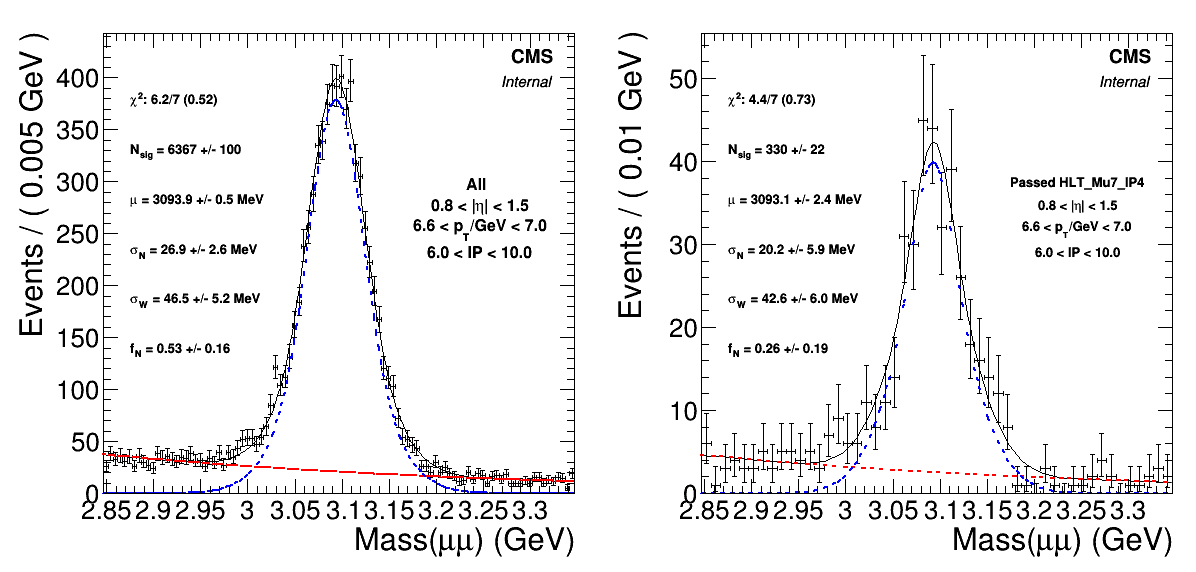 Events / ( 0.005 GeV )
400
350
300
250
200
150
100
50
0
CMS
Internal
χ²: 6.2/7 (0.52)
N_sig = 6367 +/- 100
μ = 3093.9 +/- 0.5 MeV
σ_N = 26.9 +/- 2.6 MeV
σ_W = 46.5 +/- 5.2 MeV
f_N = 0.53 +/- 0.16
All
0.8 < |η| < 1.5
6.6 < p_T/GeV < 7.0
6.0 < IP < 10.0
2.85 2.9 2.95 3 3.05 3.1 3.15 3.2 3.25 3.3
Mass(μμ) (GeV)
Events / ( 0.01 GeV )
50
40
30
20
10
0
CMS
Internal
χ²: 4.4/7 (0.73)
N_sig = 330 +/- 22
μ = 3093.1 +/- 2.4 MeV
σ_N = 20.2 +/- 5.9 MeV
σ_W = 42.6 +/- 6.0 MeV
f_N = 0.26 +/- 0.19
Passed HLT_Mu7_IP4
0.8 < |η| < 1.5
6.6 < p_T/GeV < 7.0
6.0 < IP < 10.0
2.85 2.9 2.95 3 3.05 3.1 3.15 3.2 3.25 3.3
Mass(μμ) (GeV)